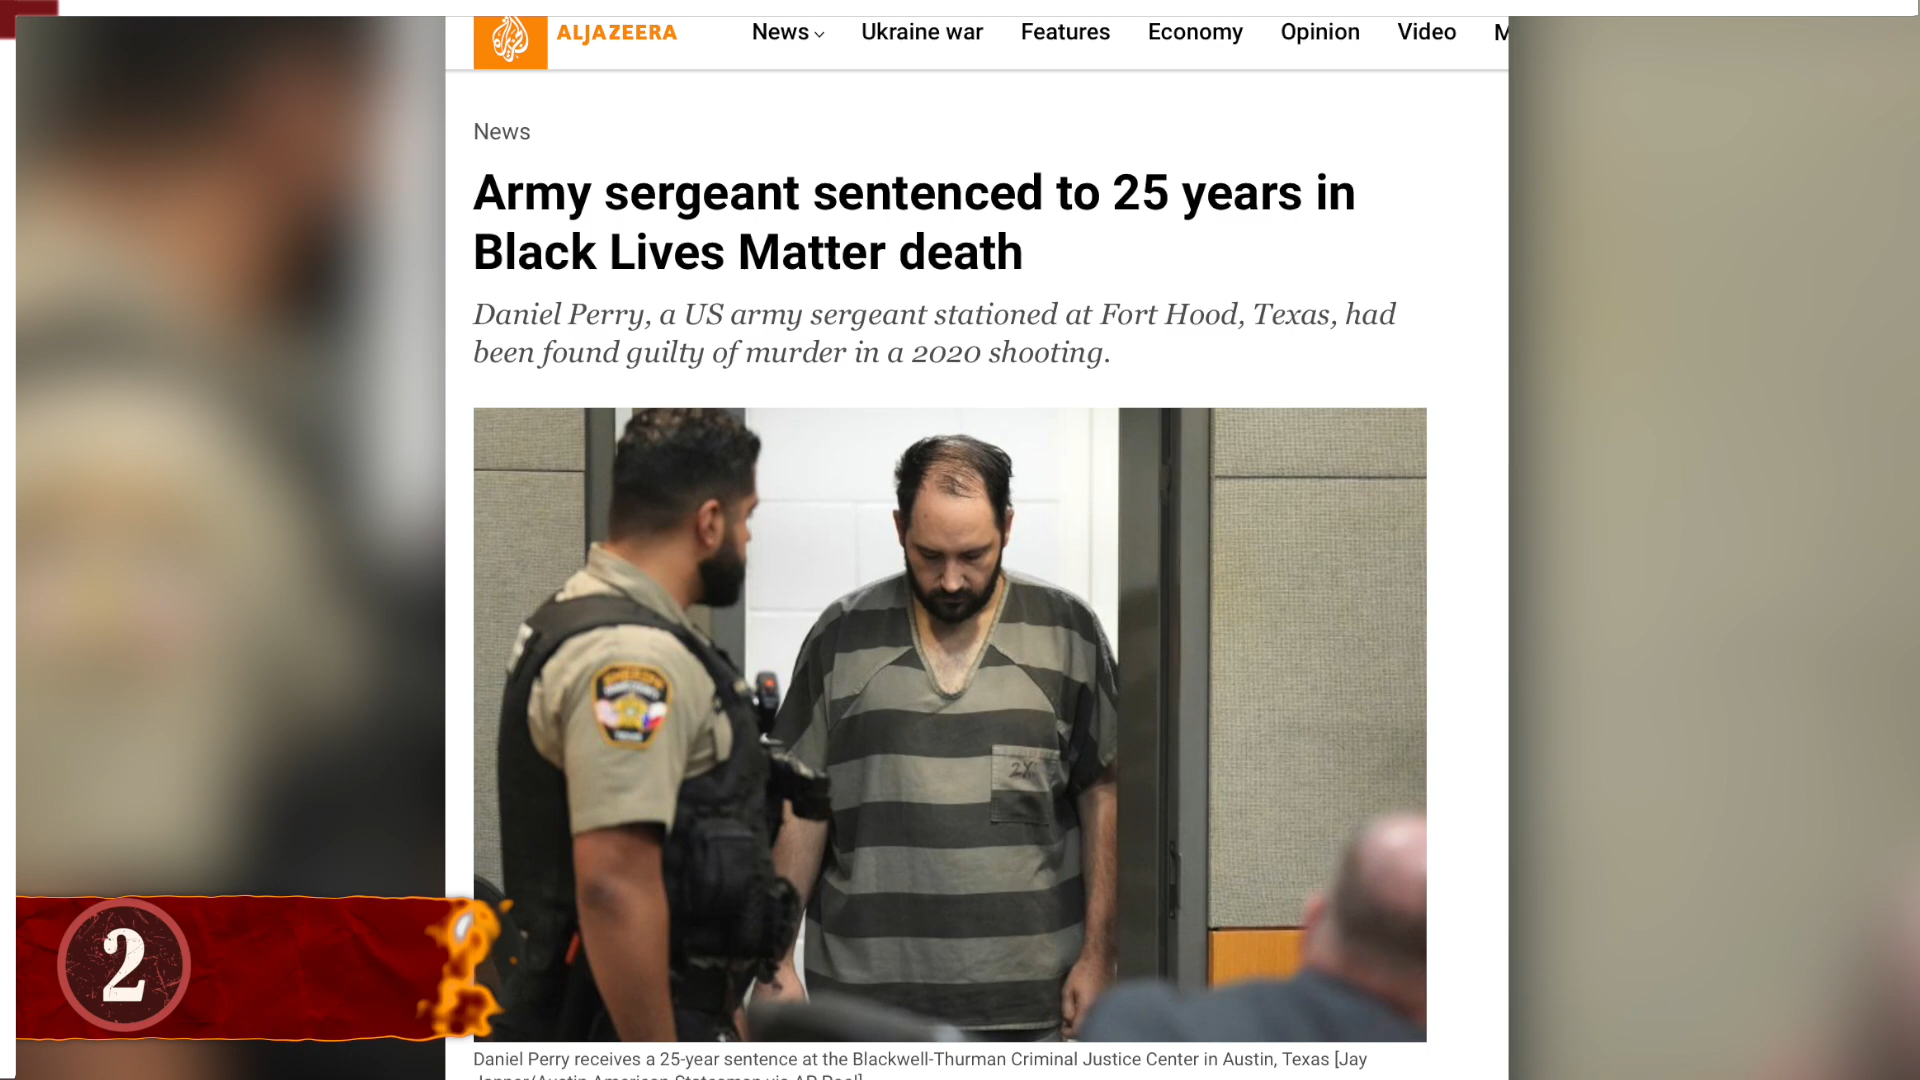 ALJAZEERA
News Ukraine war Features Economy Opinion Video
News
Army sergeant sentenced to 25 years in
Black Lives Matter death
Daniel Perry, a US army sergeant stationed at Fort Hood, Texas, had
been found guilty of murder in a 2020 shooting.
SHERIFF
2X
2
Daniel Perry receives a 25-year sentence at the Blackwell-Thurman Criminal Justice Center in Austin, Texas [Jay